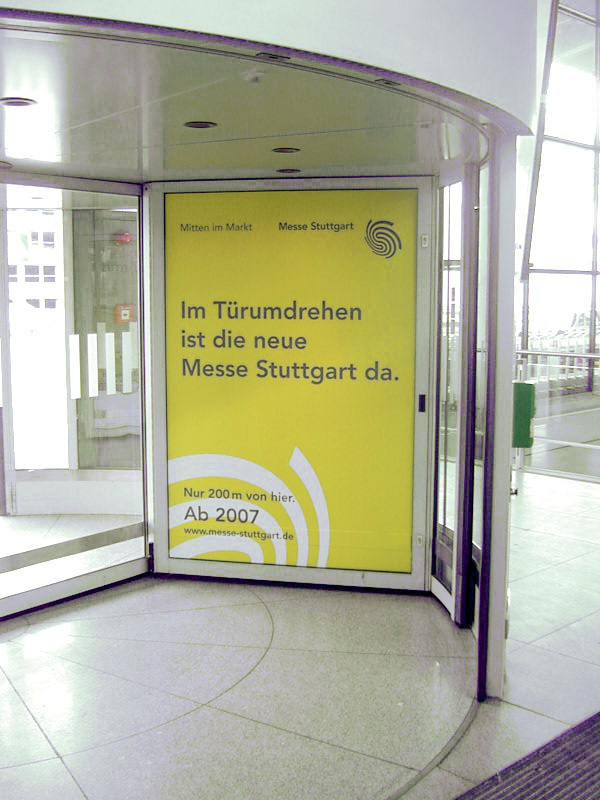 Mitten im Markt Messe Stuttgart
Im Türumdrehen
ist die neue
Messe Stuttgart da.
Nur 200 m von hier.
Ab 2007
www.messe-stuttgart.de